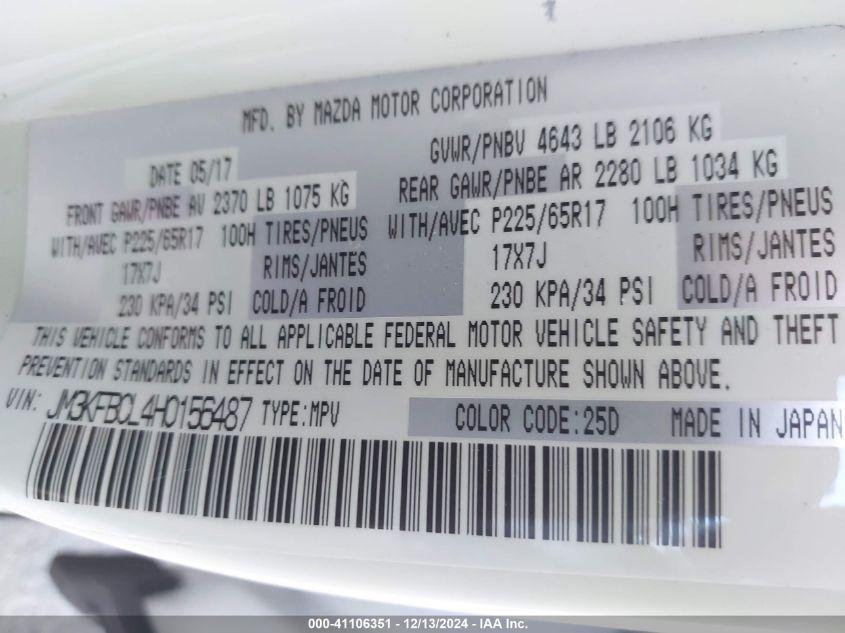 MFD. BY MAZDA MOTOR CORPORATION
DATE 05/17 GVWR/PNBV 4643 LB 2106 KG
FRONT GAWR/PNBE AV 2370 LB 1075 KG REAR GAWR/PNBE AR 2280 LB 1034 KG
WITH/AVEC P225/65R17 100H TIRES/PNEUS WITH/AVEC P225/65R17 100H TIRES/PNEUS
17X7J RIMS/JANTES 17X7J RIMS/JANTES
230 KPA/34 PSI COLD/A FROID 230 KPA/34 PSI COLD/A FROID
THIS VEHICLE CONFORMS TO ALL APPLICABLE FEDERAL MOTOR VEHICLE SAFETY AND THEFT
PREVENTION STANDARDS IN EFFECT ON THE DATE OF MANUFACTURE SHOWN ABOVE.
VIN: JM3KFBCL4H0156487 TYPE:MPV COLOR CODE:25D MADE IN JAPAN
000-41106351 - 12/13/2024 - IAA Inc.